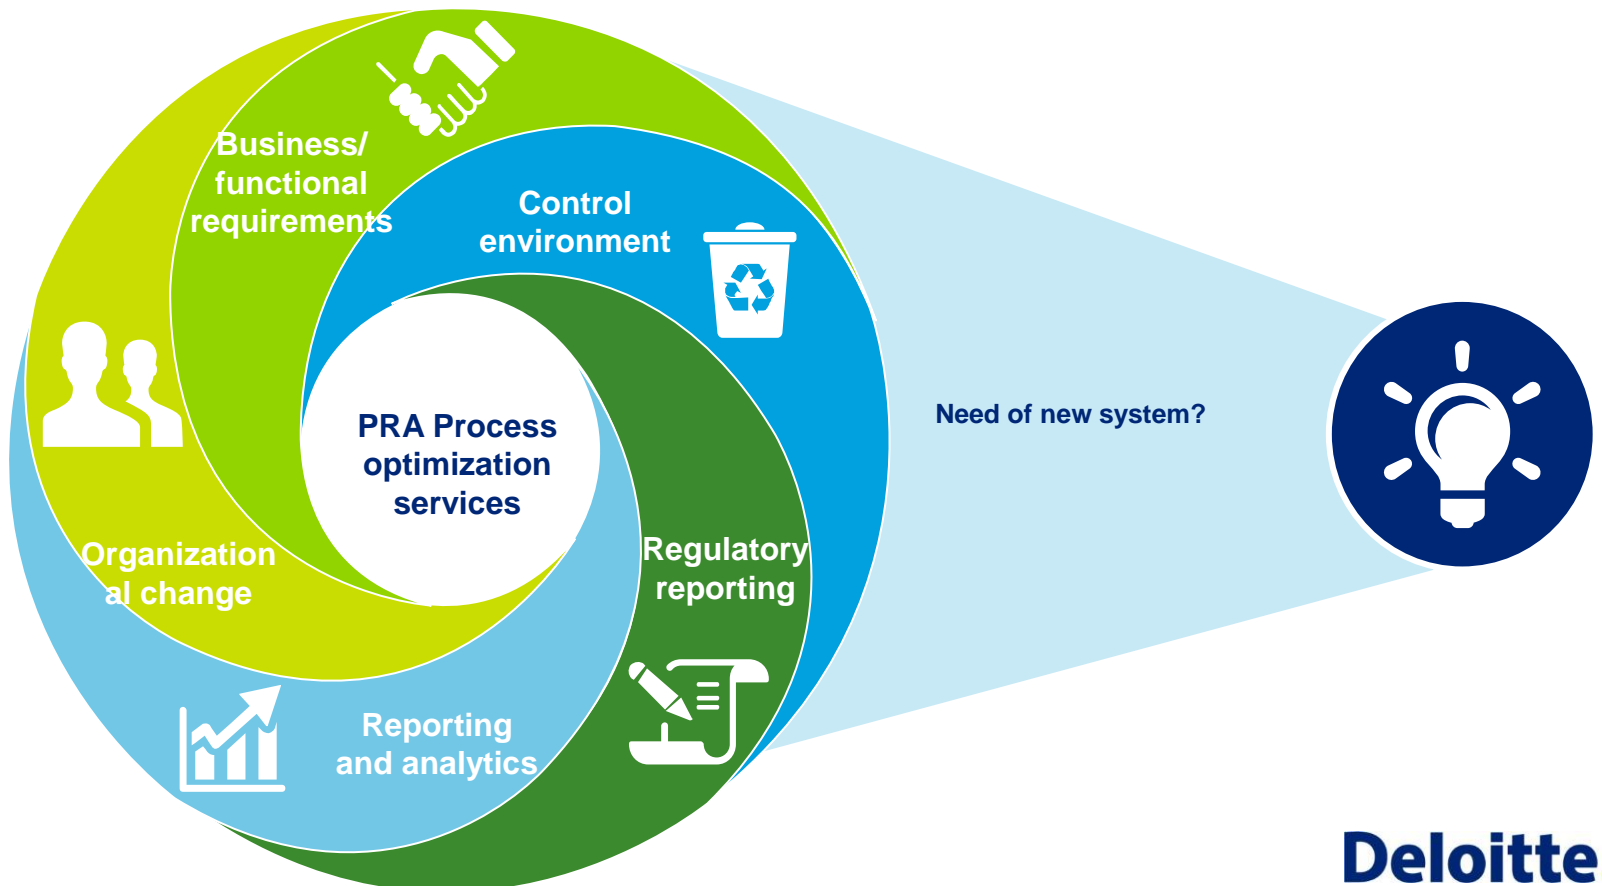 Business/
functional
requirements
Control
environment
PRA Process
optimization
services
Need of new system?
Organization
al change
Regulatory
reporting
Reporting
and analytics
Deloitte